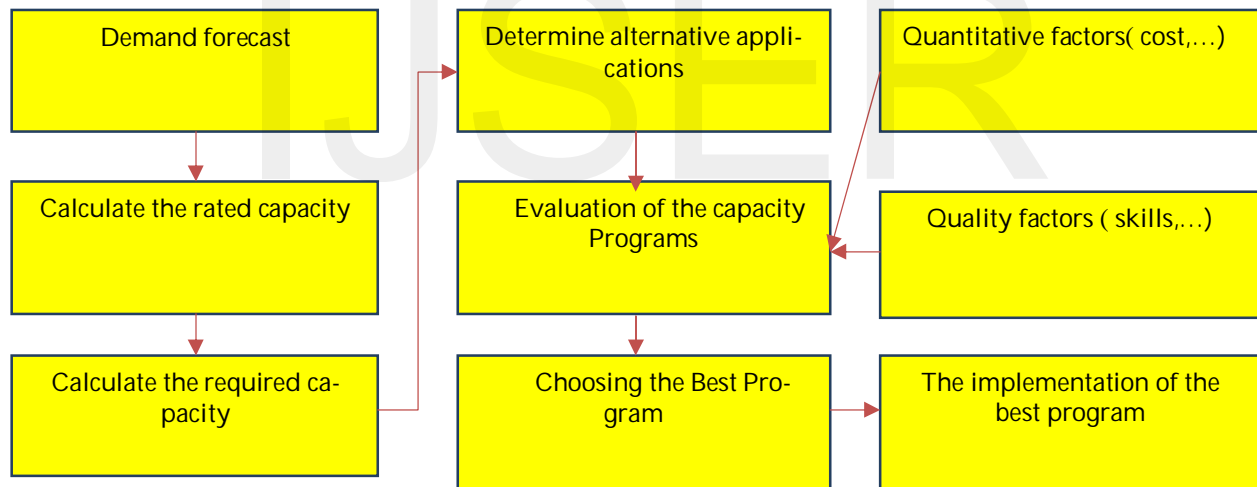 Demand forecast
Calculate the rated capacity
Calculate the required ca-
pacity
Determine alternative appli-
cations
Evaluation of the capacity
Programs
Choosing the Best Pro-
gram
Quantitative factors( cost,...)
Quality factors ( skills,...)
The implementation of the
best program
IJSER